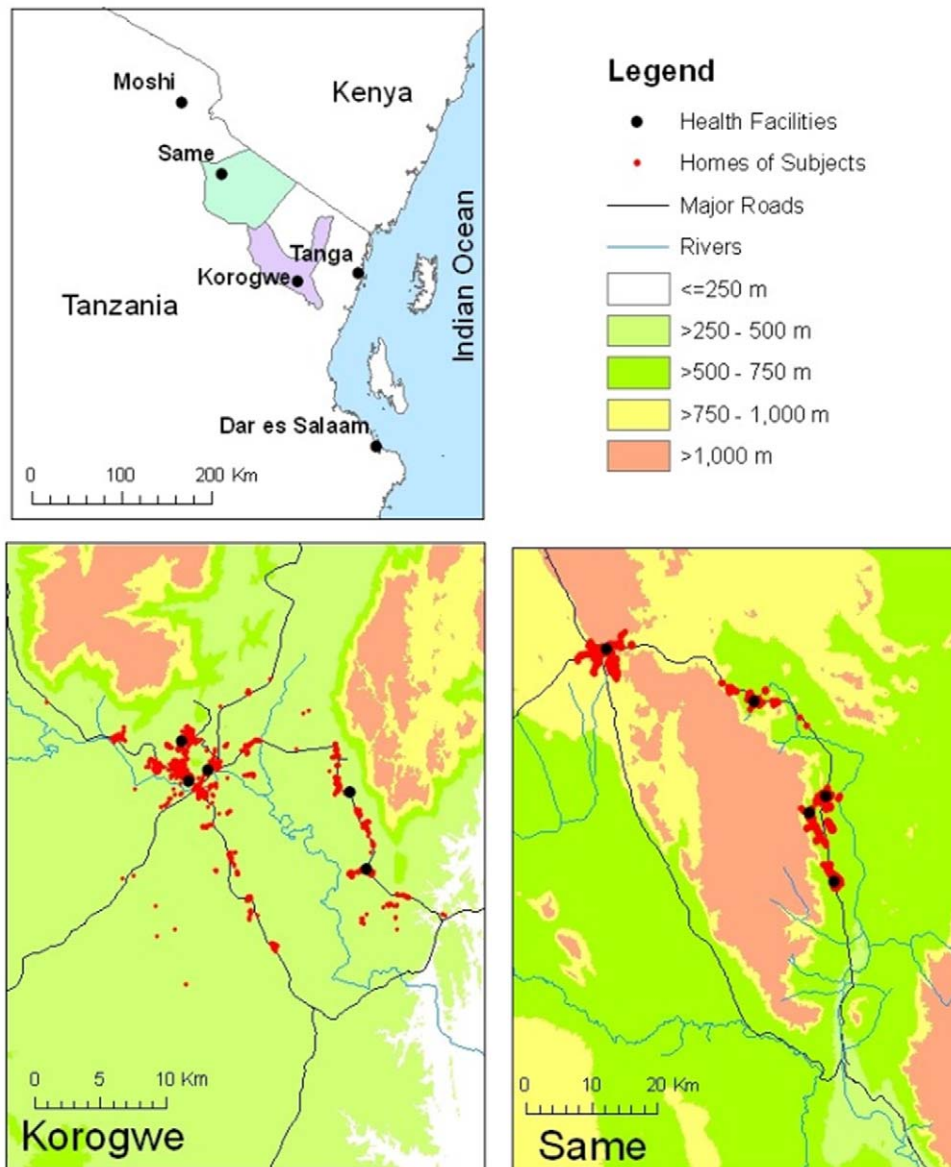 Moshi
Kenya
Same
Tanga
Korogwe
Tanzania
Indian Ocean
Dar es Salaam
0 100 200 Km
Legend
Health Facilities
Homes of Subjects
Major Roads
Rivers
<=250 m
>250 - 500 m
>500 - 750 m
>750 - 1,000 m
>1,000 m
0 5 10 Km
Korogwe
0 10 20 Km
Same